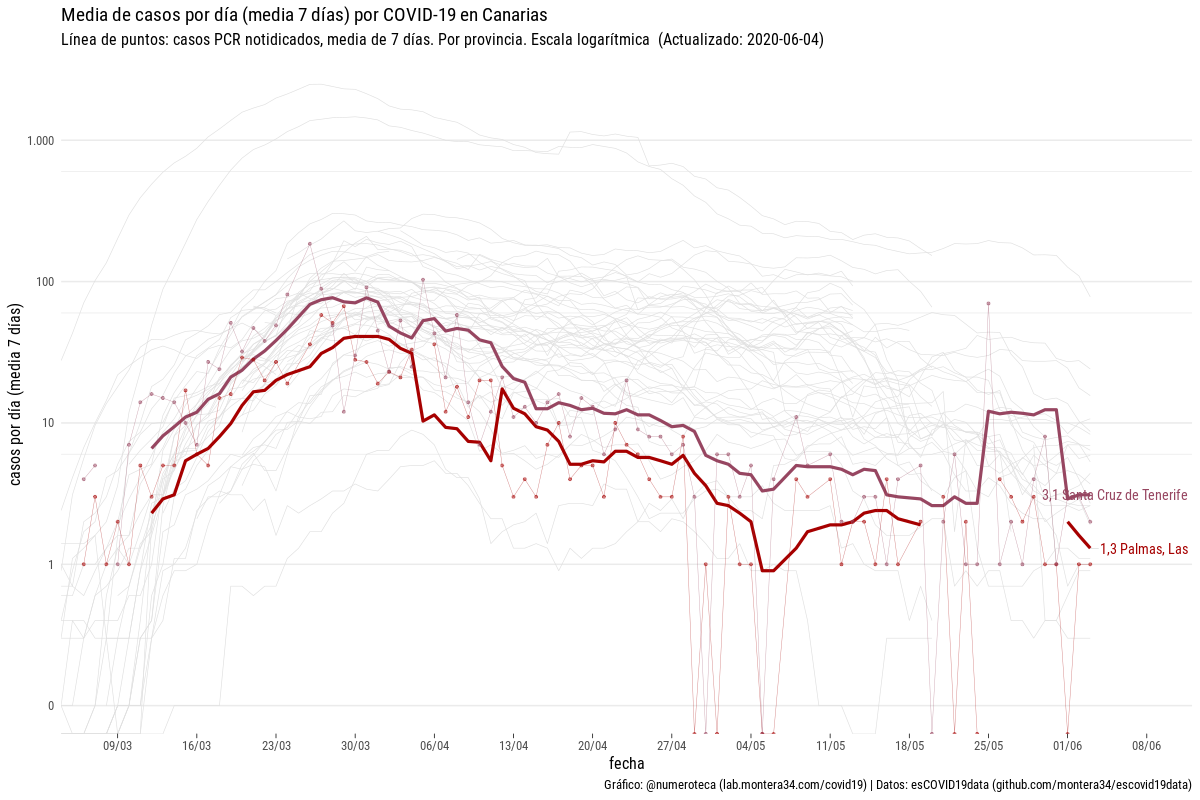 Media de casos por día (media 7 días) por COVID-19 en Canarias
Línea de puntos: casos PCR notidicados, media de 7 días. Por provincia. Escala logarítmica (Actualizado: 2020-06-04)
casos por día (media 7 días)
1.000
100
10
1
0
3,1 Santa Cruz de Tenerife
1,3 Palmas, Las
09/03 16/03 23/03 30/03 06/04 13/04 20/04 27/04 04/05 11/05 18/05 25/05 01/06 08/06
fecha
Gráfico: @numeroteca (lab.montera34.com/covid19) | Datos: esCOVID19data (github.com/montera34/escovid19data)